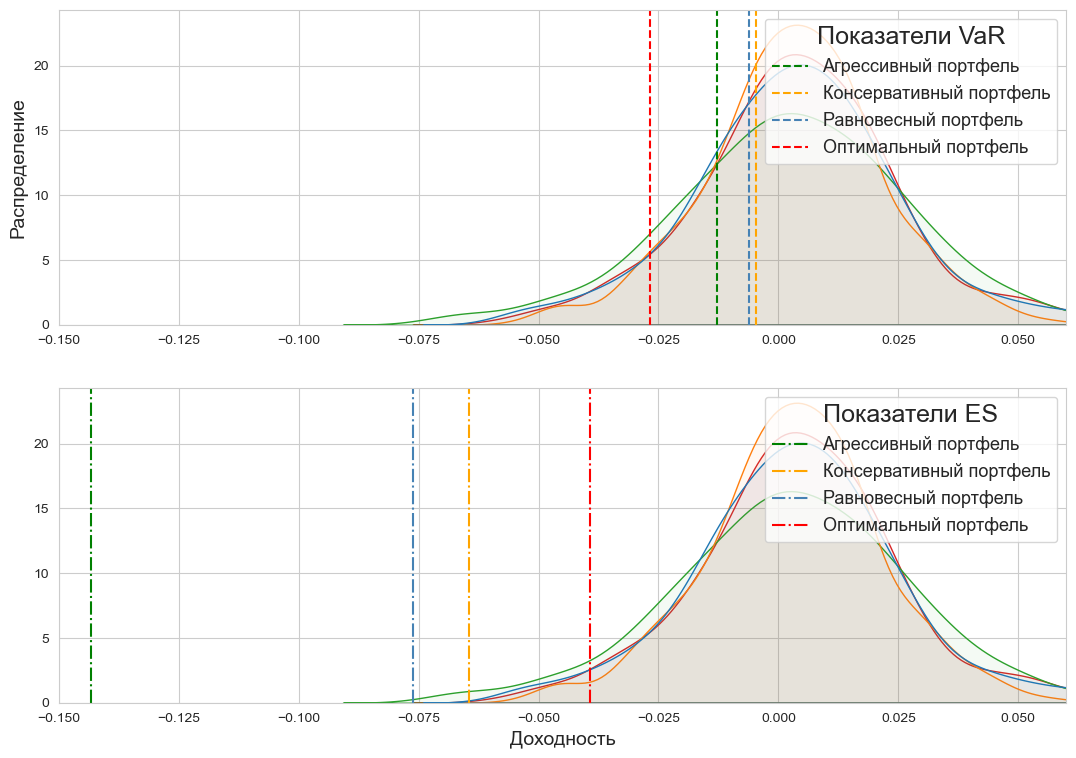 Показатели VaR
Агрессивный портфель
Консервативный портфель
Равновесный портфель
Оптимальный портфель
Распределение
20
15
10
5
0
−0.150 −0.125 −0.100 −0.075 −0.050 −0.025 0.000 0.025 0.050
Показатели ES
Агрессивный портфель
Консервативный портфель
Равновесный портфель
Оптимальный портфель
20
15
10
5
0
−0.150 −0.125 −0.100 −0.075 −0.050 −0.025 0.000 0.025 0.050
Доходность